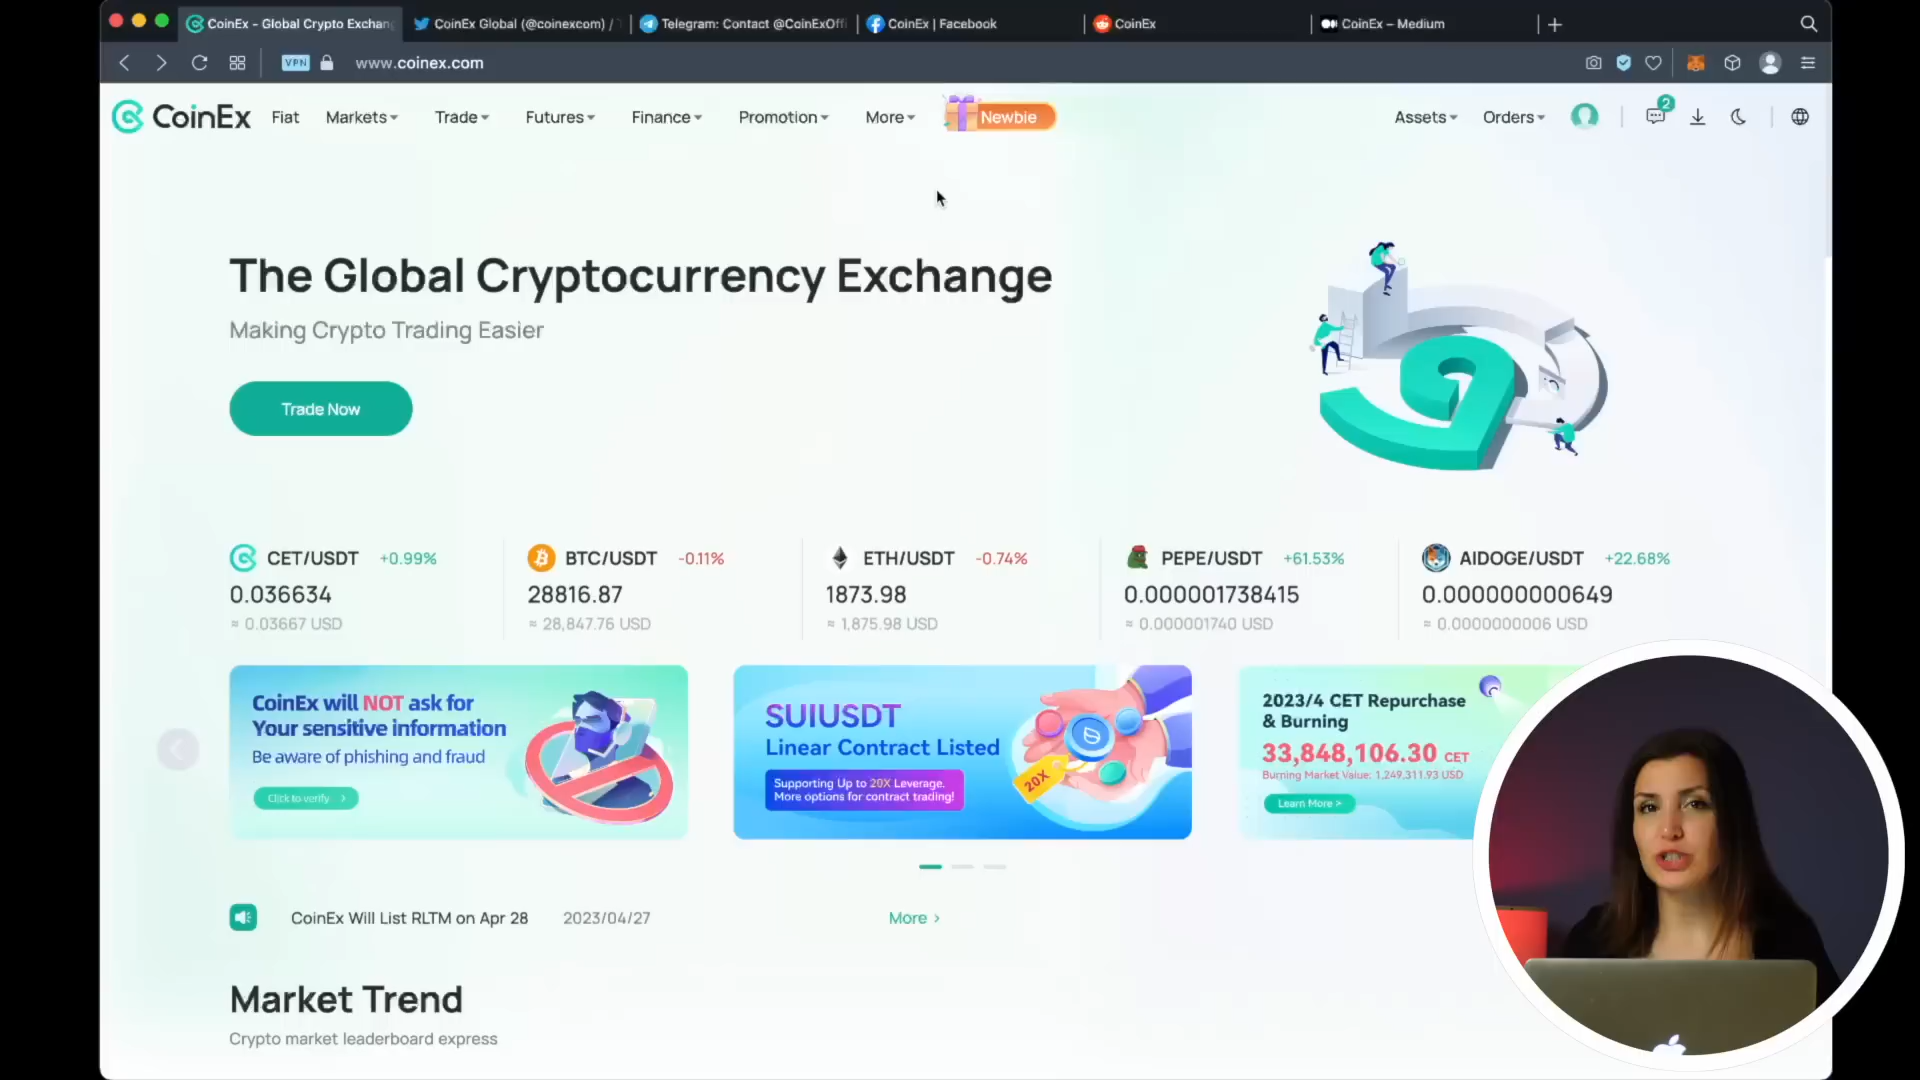 CoinEx - Global Crypto Exchang
CoinEx Global (@coinexcom) /
Telegram: Contact @CoinExOffi
CoinEx | Facebook
CoinEx
CoinEx – Medium
VPN
www.coinex.com
CoinEx
Fiat
Markets
Trade
Futures
Finance
Promotion
More
Newbie
Assets
Orders
2
The Global Cryptocurrency Exchange
Making Crypto Trading Easier
Trade Now
CET/USDT +0.99%
0.036634
≈ 0.03667 USD
BTC/USDT -0.11%
28816.87
≈ 28,847.76 USD
ETH/USDT -0.74%
1873.98
≈ 1,875.98 USD
PEPE/USDT +61.53%
0.000001738415
≈ 0.000001740 USD
AIDOGE/USDT +22.68%
0.000000000649
≈ 0.0000000006 USD
CoinEx will NOT ask for
Your sensitive information
Be aware of phishing and fraud
Click to verify >
SUIUSDT
Linear Contract Listed
Supporting Up to 20X Leverage.
More options for contract trading!
20X
2023/4 CET Repurchase
& Burning
33,848,106.30 CET
Burning Market Value: 1,249,311.93 USD
Learn More >
CoinEx Will List RLTM on Apr 28 2023/04/27
More >
Market Trend
Crypto market leaderboard express